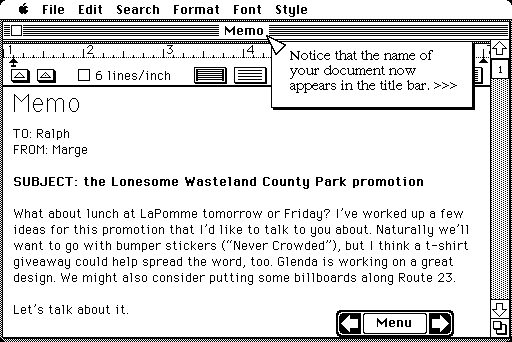 File Edit Search Format Font Style
Memo
1 2 3 4
Notice that the name of
your document now
appears in the title bar. >>>
6 lines/inch
1
Memo
TO: Ralph
FROM: Marge
SUBJECT: the Lonesome Wasteland County Park promotion
What about lunch at LaPomme tomorrow or Friday? I've worked up a few
ideas for this promotion that I'd like to talk to you about. Naturally we'll
want to go with bumper stickers (“Never Crowded”), but I think a t-shirt
giveaway could help spread the word, too. Glenda is working on a great
design. We might also consider putting some billboards along Route 23.
Let's talk about it.
Menu